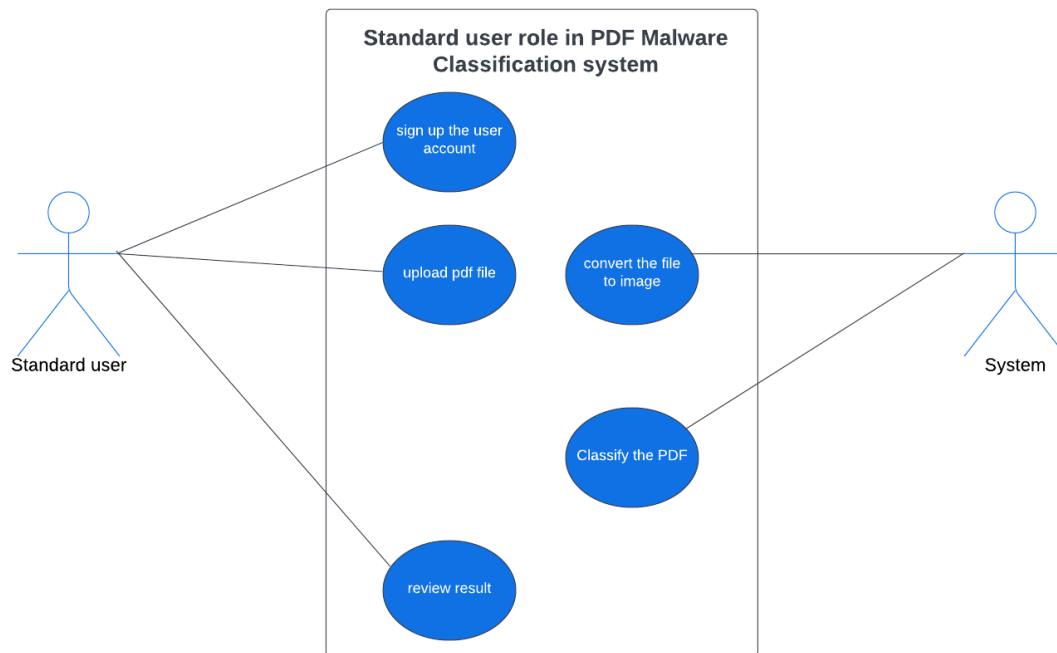 Standard user role in PDF Malware
Classification system
sign up the user
account
upload pdf file
convert the file
to image
Standard user
System
Classify the PDF
review result